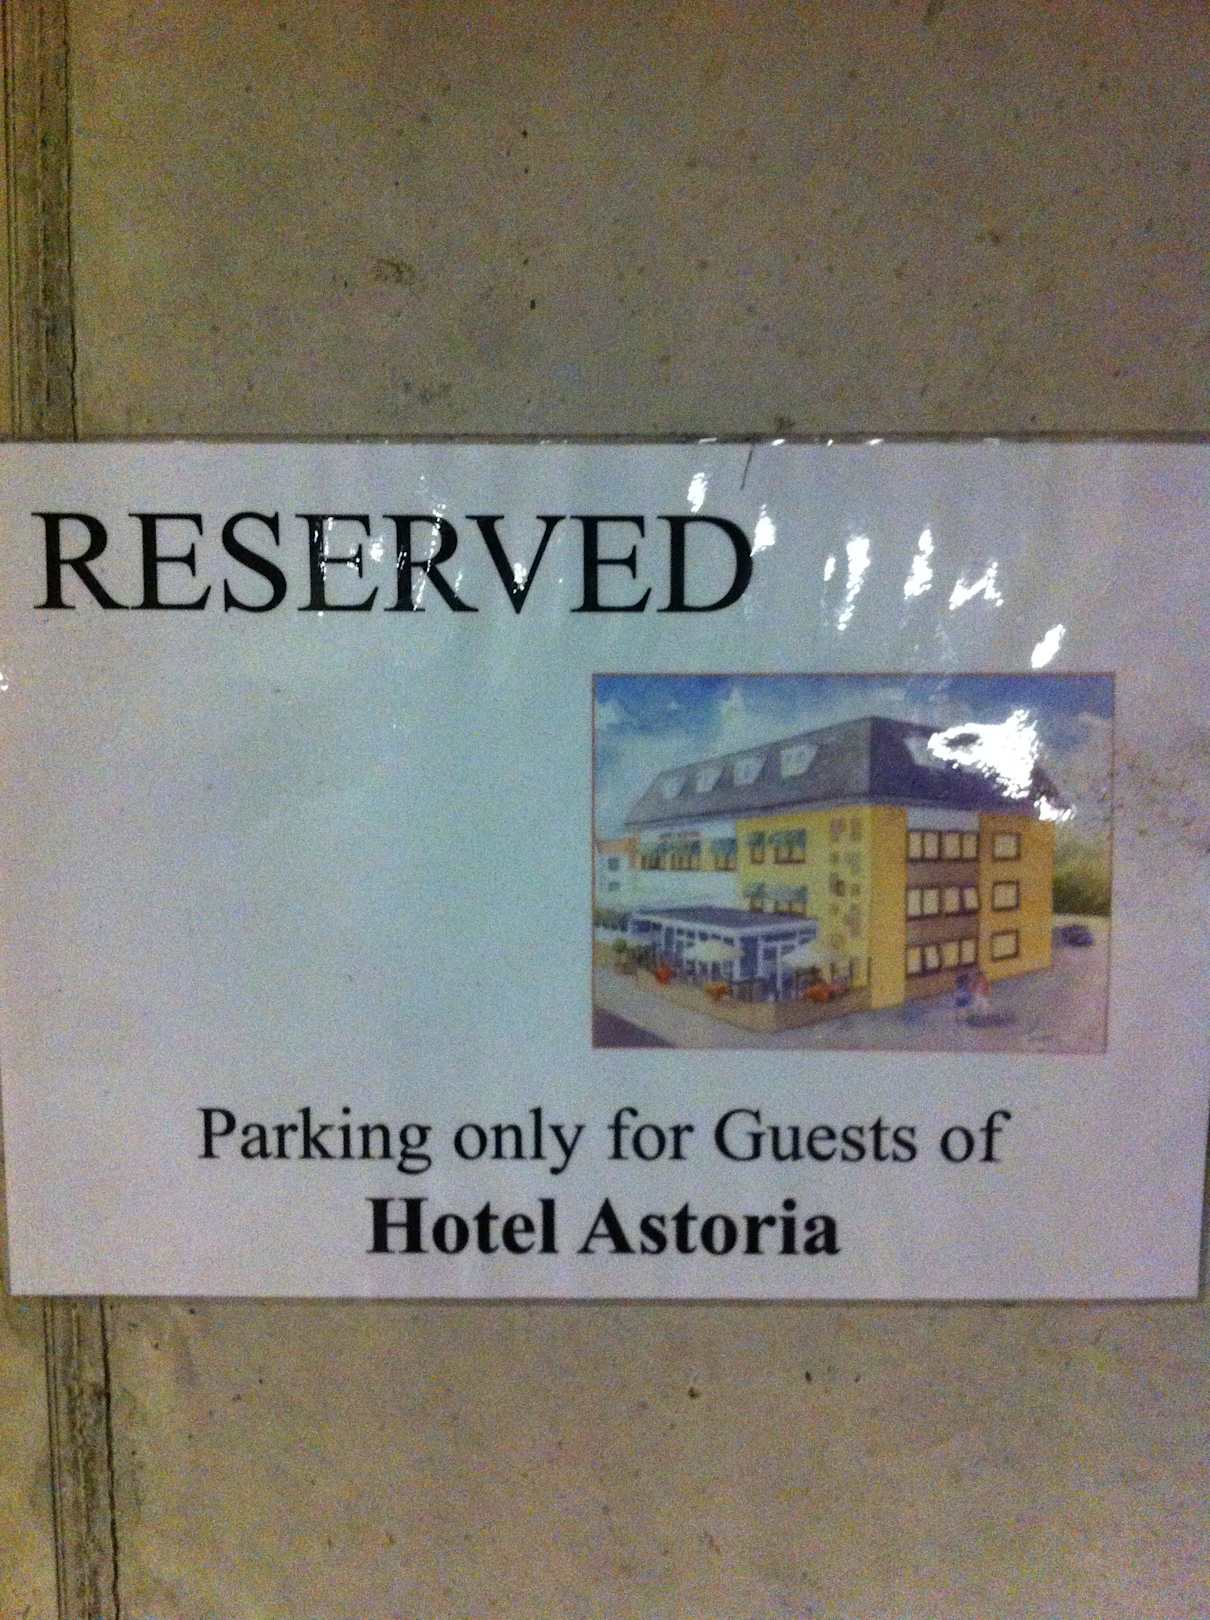 RESERVED
Parking only for Guests of
Hotel Astoria